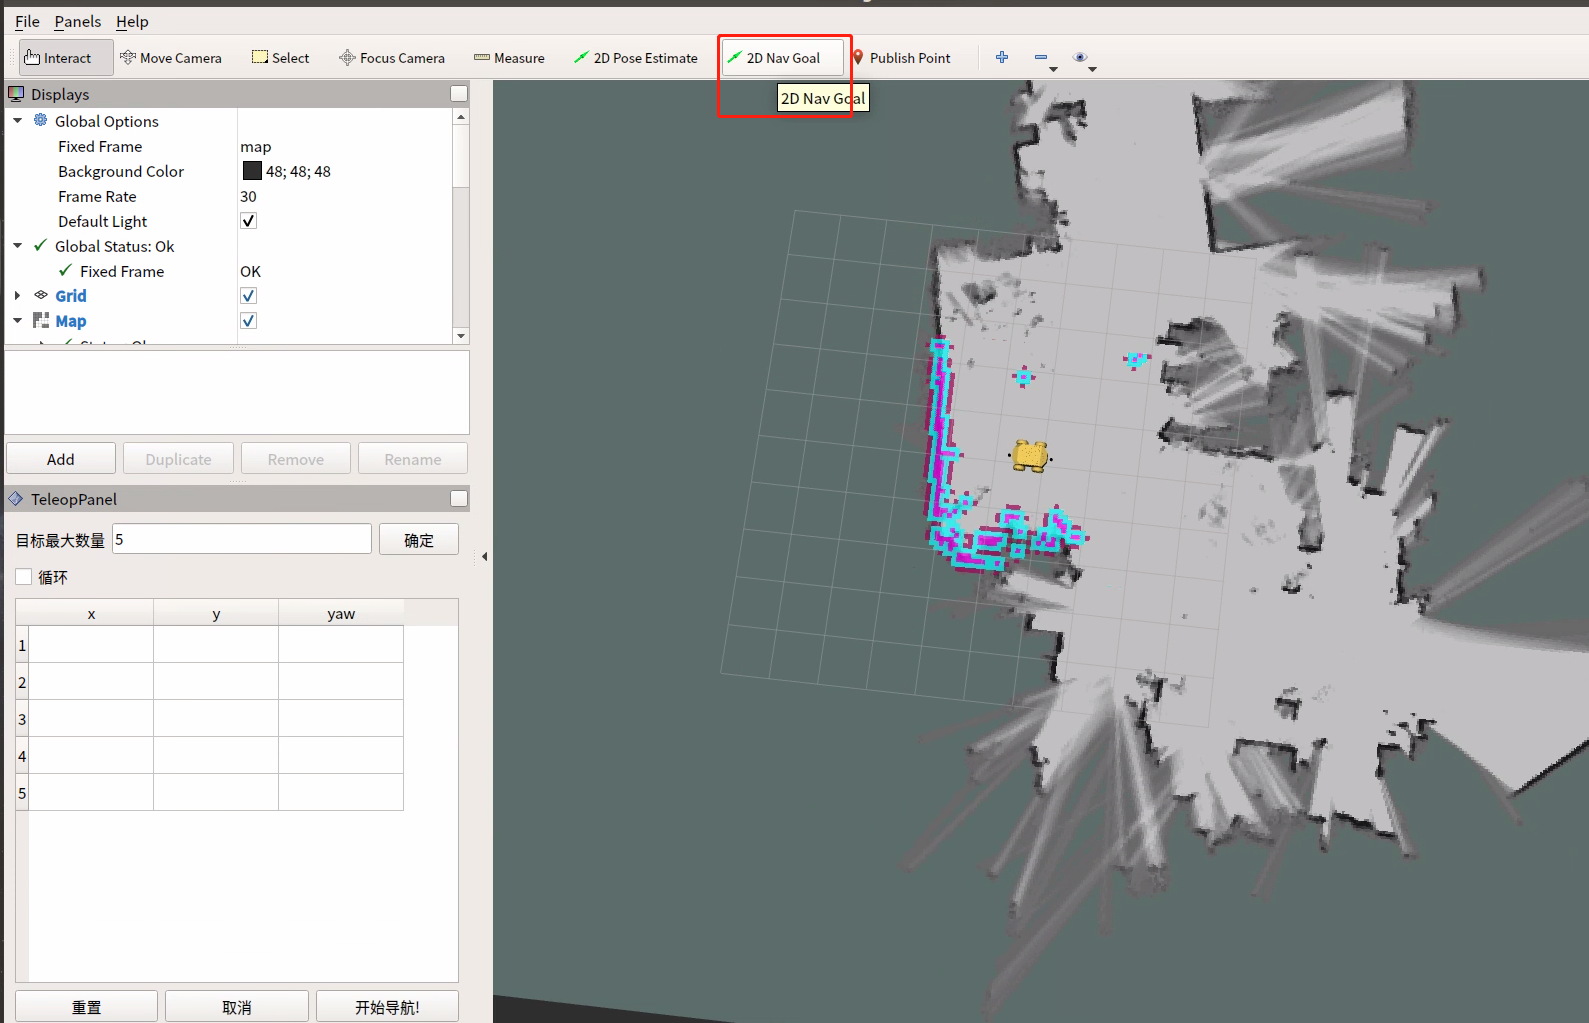 File Panels Help
Interact Move Camera Select Focus Camera Measure 2D Pose Estimate 2D Nav Goal Publish Point
2D Nav Goal
Displays
Global Options
Fixed Frame map
Background Color 48; 48; 48
Frame Rate 30
Default Light
Global Status: Ok
Fixed Frame OK
Grid
Map
Add Duplicate Remove Rename
TeleopPanel
目标最大数量 5 确定
循环
x y yaw
1
2
3
4
5
重置 取消 开始导航!